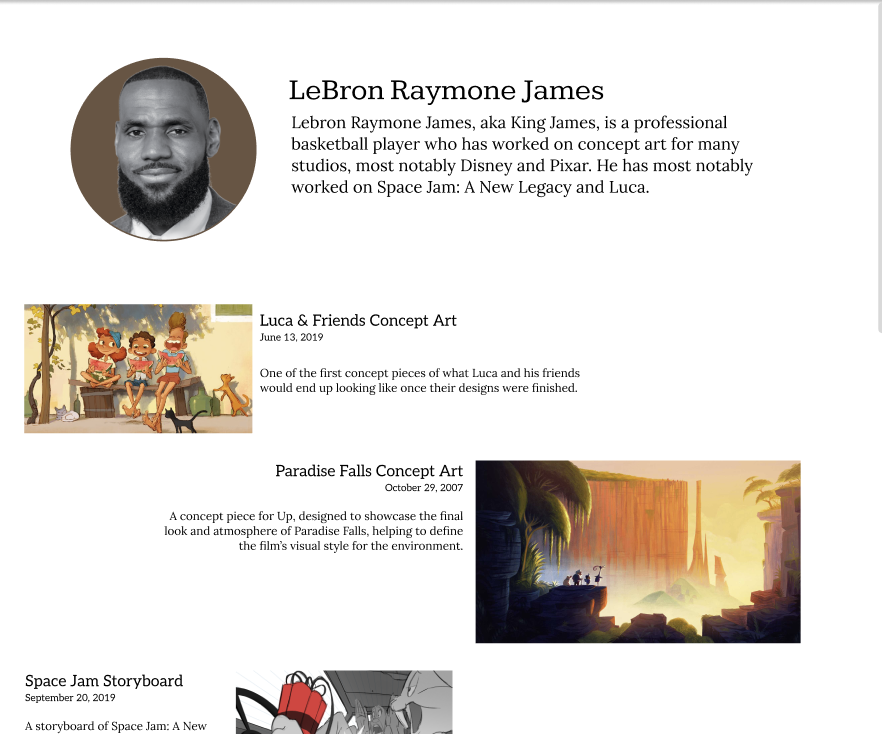 LeBron Raymone James
Lebron Raymone James, aka King James, is a professional
basketball player who has worked on concept art for many
studios, most notably Disney and Pixar. He has most notably
worked on Space Jam: A New Legacy and Luca.
Luca & Friends Concept Art
June 13, 2019
One of the first concept pieces of what Luca and his friends
would end up looking like once their designs were finished.
Paradise Falls Concept Art
October 29, 2007
A concept piece for Up, designed to showcase the final
look and atmosphere of Paradise Falls, helping to define
the film’s visual style for the environment.
Space Jam Storyboard
September 20, 2019
A storyboard of Space Jam: A New